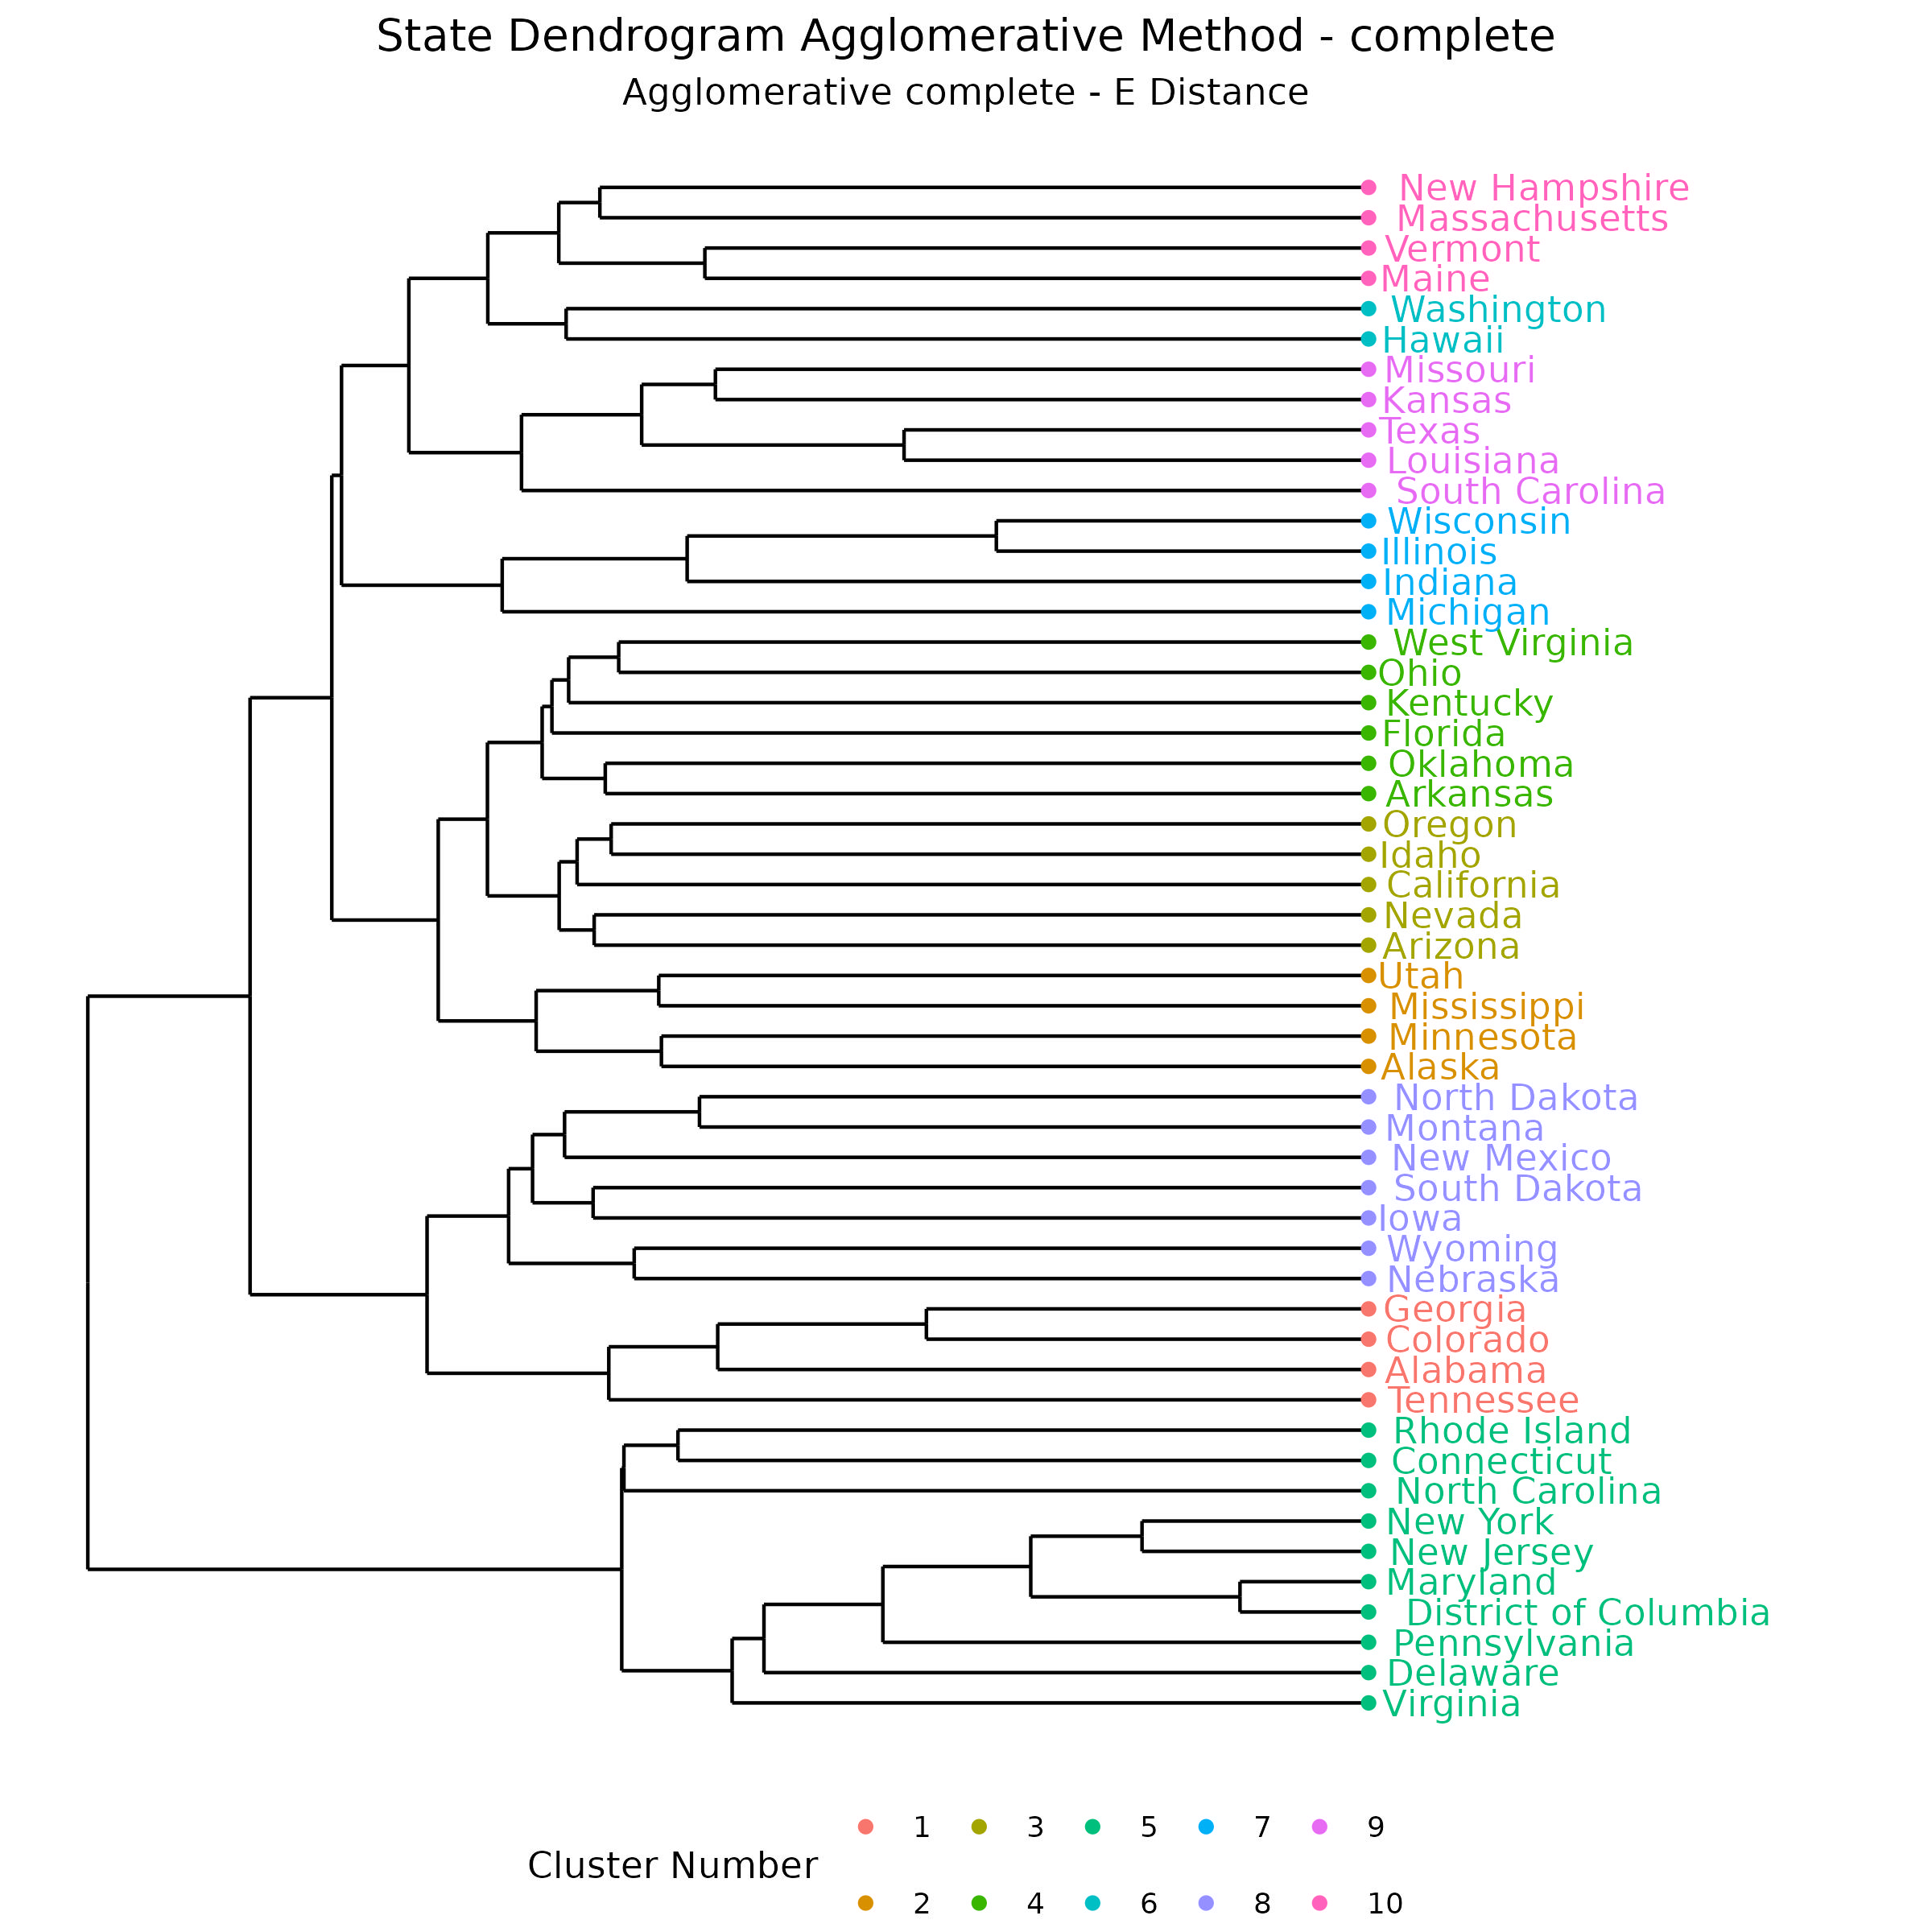 State Dendrogram Agglomerative Method - complete
Agglomerative complete - E Distance
New Hampshire
Massachusetts
Vermont
Maine
Washington
Hawaii
Missouri
Kansas
Texas
Louisiana
South Carolina
Wisconsin
Illinois
Indiana
Michigan
West Virginia
Ohio
Kentucky
Florida
Oklahoma
Arkansas
Oregon
Idaho
California
Nevada
Arizona
Utah
Mississippi
Minnesota
Alaska
North Dakota
Montana
New Mexico
South Dakota
Iowa
Wyoming
Nebraska
Georgia
Colorado
Alabama
Tennessee
Rhode Island
Connecticut
North Carolina
New York
New Jersey
Maryland
District of Columbia
Pennsylvania
Delaware
Virginia
1 3 5 7 9
Cluster Number
2 4 6 8 10